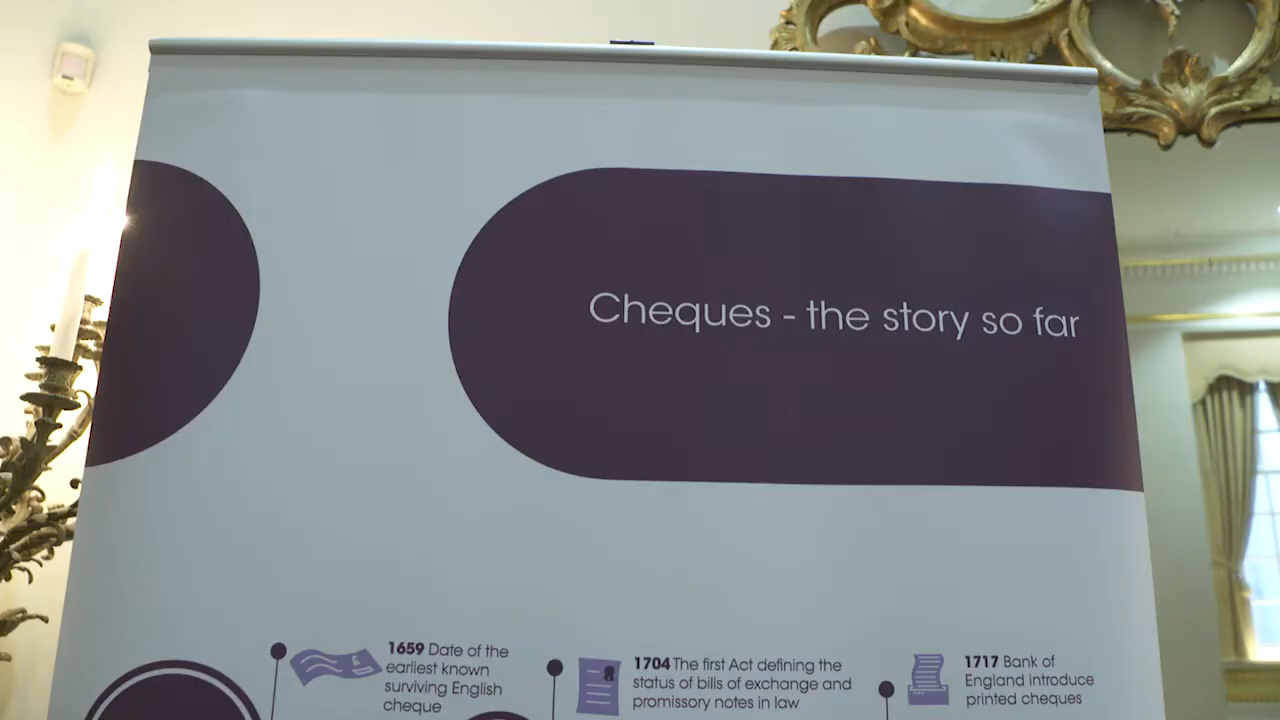 Cheques - the story so far
1659 Date of the
earliest known
surviving English
cheque
1704 The first Act defining the
status of bills of exchange and
promissory notes in law
1717 Bank of
England introduce
printed cheques